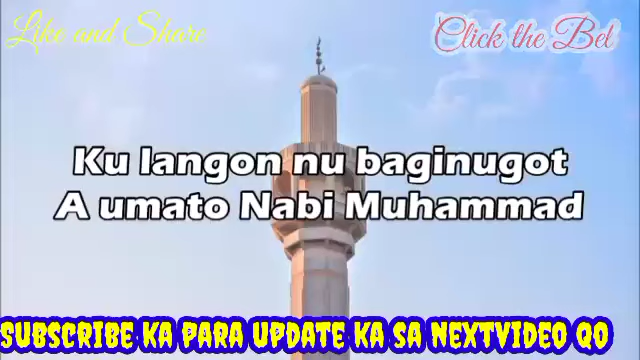 Like and Share
Click the Bel
Ku langon nu baginugot
A umato Nabi Muhammad
SUBSCRIBE KA PARA UPDATE KA SA NEXTVIDEO QO